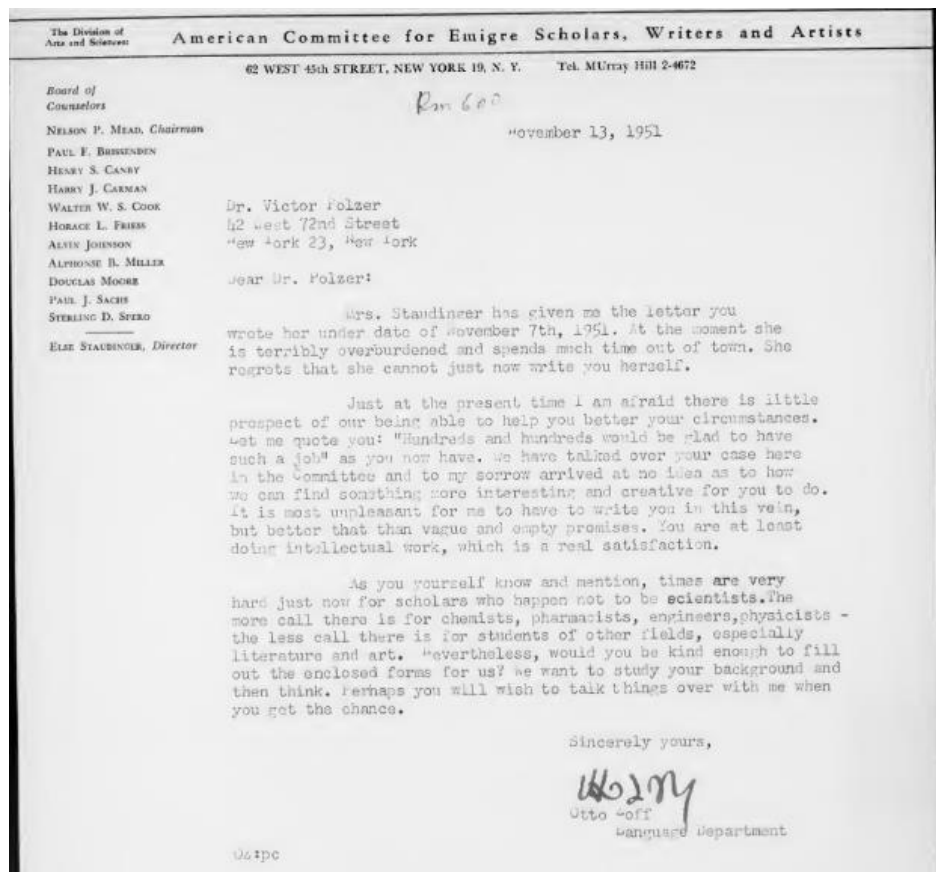 The Division of
Arts and Sciences:
American Committee for Emigre Scholars, Writers and Artists
62 WEST 45th STREET, NEW YORK 19, N. Y. Tel. MUrray Hill 2-4672
Rm 600
Board of
Counselors
NELSON P. MEAD, Chairman
PAUL F. BRISSENDEN
HENRY S. CANBY
HARRY J. CARMAN
WALTER W. S. COOK
HORACE L. FRIESS
ALVIN JOHNSON
ALPHONSE B. MILLER
DOUGLAS MOORE
PAUL J. SACHS
STERLING D. SPERO
ELSE STAUDINGER, Director
November 13, 1951
Dr. Victor Polzer
42 West 72nd Street
New York 23, New York
Dear Dr. Polzer:
Mrs. Staudinger has given me the letter you
wrote her under date of November 7th, 1951. At the moment she
is terribly overburdened and spends much time out of town. She
regrets that she cannot just now write you herself.
Just at the present time I am afraid there is little
prospect of our being able to help you better your circumstances.
Let me quote you: "Hundreds and hundreds would be glad to have
such a job" as you now have. We have talked over your case here
in the Committee and to my sorrow arrived at no idea as to how
we can find something more interesting and creative for you to do.
It is most unpleasant for me to have to write you in this vein,
but better that than vague and empty promises. You are at least
doing intellectual work, which is a real satisfaction.
As you yourself know and mention, times are very
hard just now for scholars who happen not to be scientists.The
more call there is for chemists, pharmacists, engineers,physicists -
the less call there is for students of other fields, especially
literature and art. Nevertheless, would you be kind enough to fill
out the enclosed forms for us? We want to study your background and
then think. Perhaps you will wish to talk things over with me when
you get the chance.
Sincerely yours,
Otto
Language Department
:pc